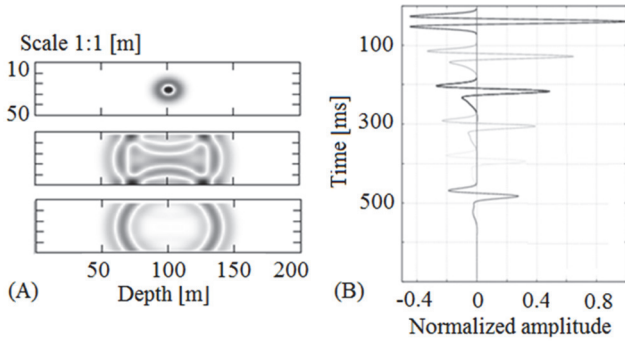 Scale 1:1 [m]
10
50
50 100 150 200
(A) Depth [m]
Time [ms]
100
300
500
-0.4 0 0.4 0.8
(B) Normalized amplitude